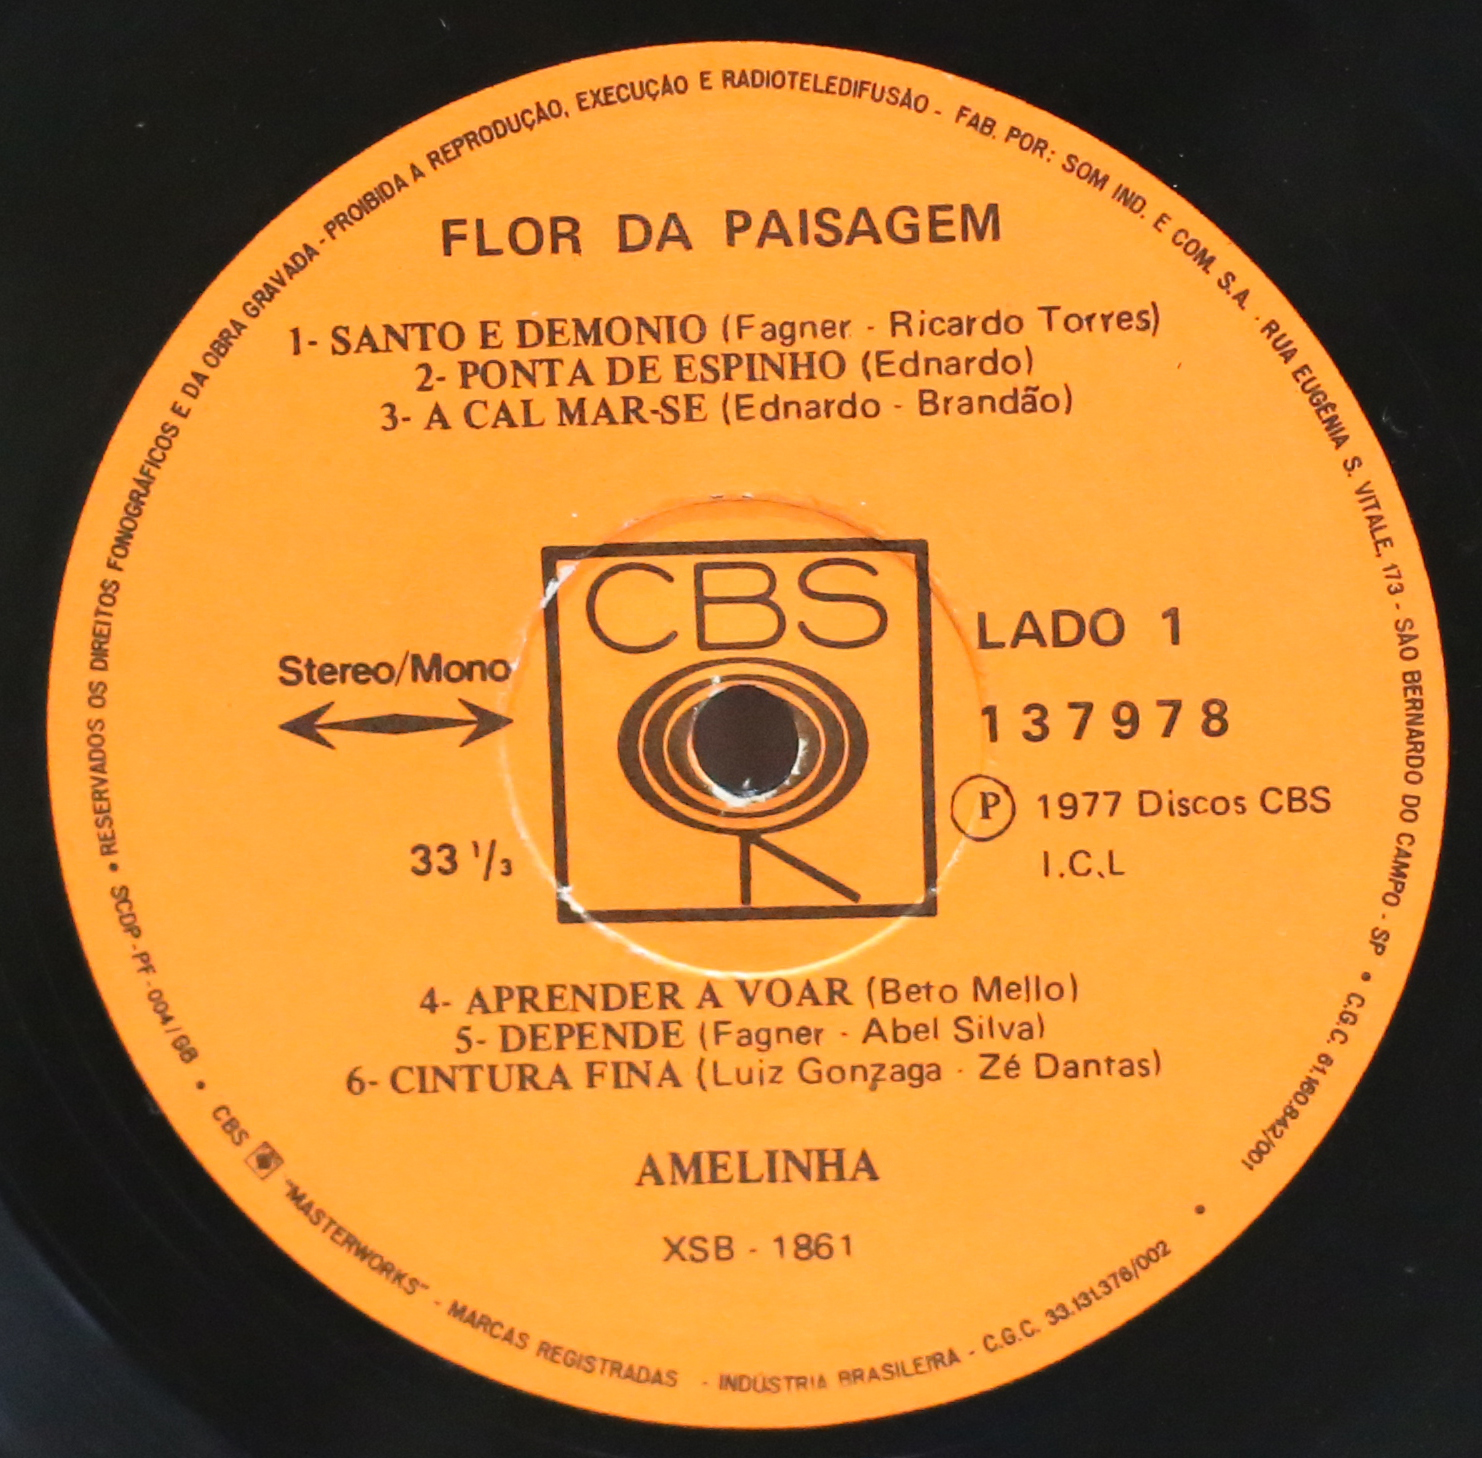 FLOR DA PAISAGEM
1- SANTO E DEMONIO (Fagner - Ricardo Torres)
2- PONTA DE ESPINHO (Ednardo)
3- A CAL MAR-SE (Ednardo - Brandão)
CBS
Stereo/Mono
33 1/3
LADO 1
137978
Ⓟ 1977 Discos CBS
I.C.L
4- APRENDER A VOAR (Beto Mello)
5- DEPENDE (Fagner - Abel Silva)
6- CINTURA FINA (Luiz Gonzaga - Zé Dantas)
AMELINHA
XSB - 1861
• RESERVADOS OS DIREITOS FONOGRÁFICOS E DA OBRA GRAVADA - PROIBIDA A REPRODUÇÃO, EXECUÇÃO E RADIOTELEDIFUSÃO - FAB. POR: SOM IND. E COM. S.A. - RUA EUGÊNIA S. VITALE, 173 - SÃO BERNARDO DO CAMPO - SP • C.G.C. 61.160.842/001
SCDP-PF-004/GB • CBS "MASTERWORKS" - MARCAS REGISTRADAS - INDÚSTRIA BRASILEIRA - C.G.C. 33.131.376/002 •